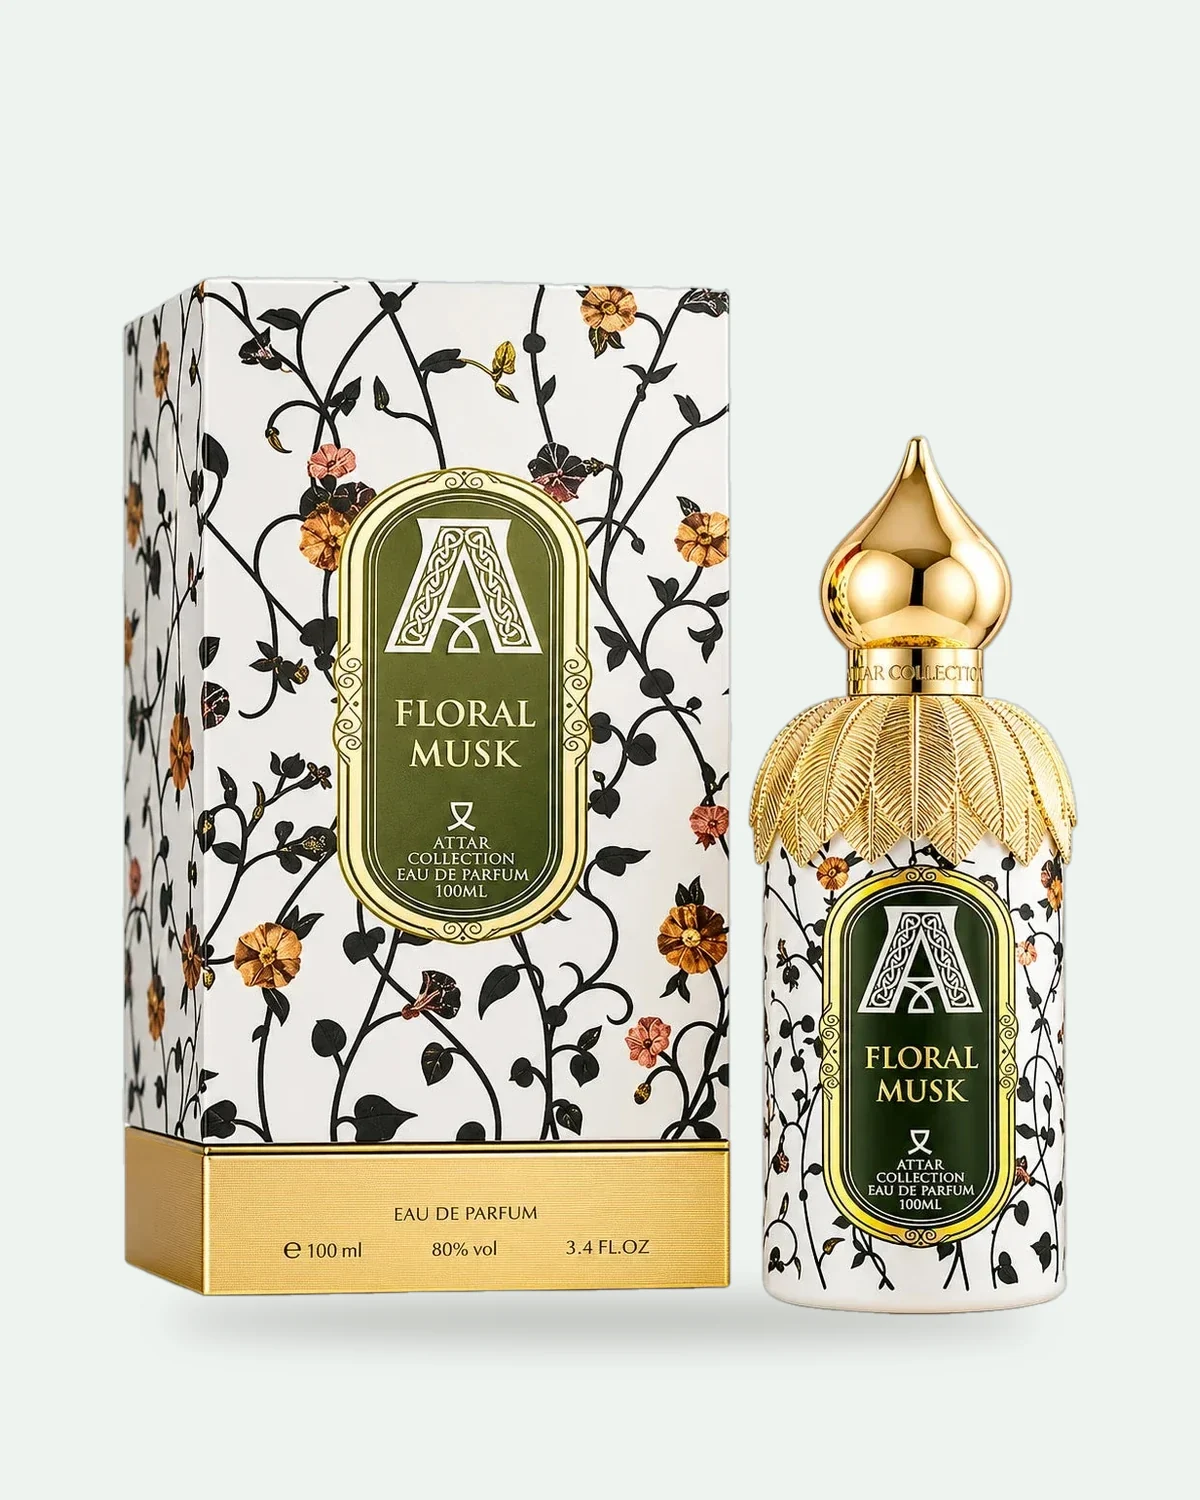 A
FLORAL
MUSK
ATTAR
COLLECTION
EAU DE PARFUM
100ML
EAU DE PARFUM
℮ 100 ml 80% vol 3.4 FL.OZ
ATTAR COLLECTION
A
FLORAL
MUSK
ATTAR
COLLECTION
EAU DE PARFUM
100ML